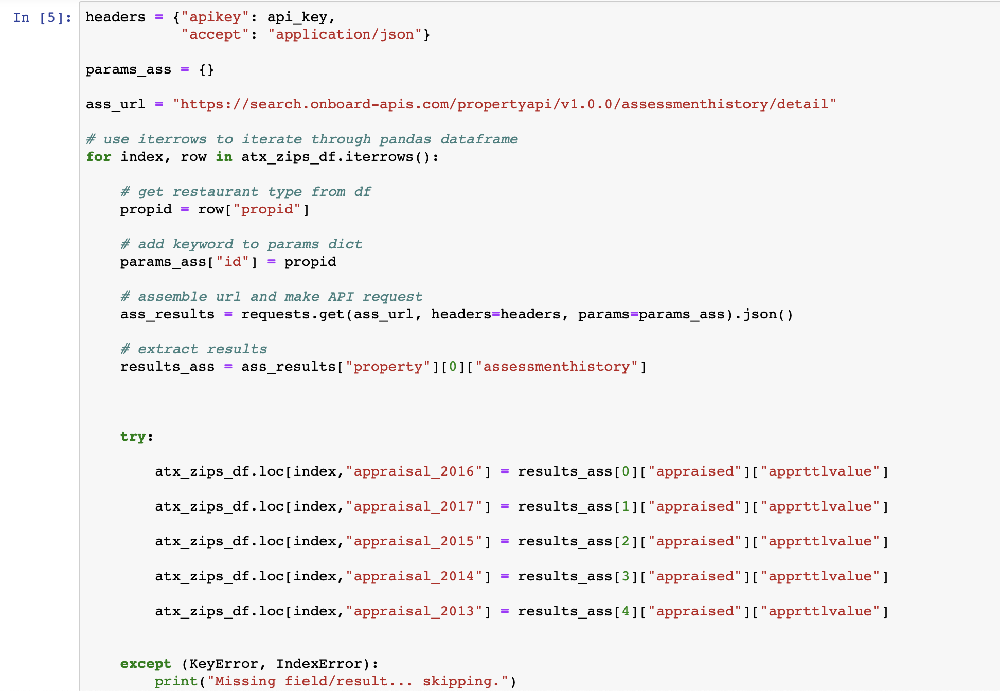 In [5]:
headers = {"apikey": api_key,
           "accept": "application/json"}
params_ass = {}
ass_url = "https://search.onboard-apis.com/propertyapi/v1.0.0/assessmenthistory/detail"
# use iterrows to iterate through pandas dataframe
for index, row in atx_zips_df.iterrows():
    # get restaurant type from df
    propid = row["propid"]
    # add keyword to params dict
    params_ass["id"] = propid
    # assemble url and make API request
    ass_results = requests.get(ass_url, headers=headers, params=params_ass).json()
    # extract results
    results_ass = ass_results["property"][0]["assessmenthistory"]
    try:
        atx_zips_df.loc[index,"appraisal_2016"] = results_ass[0]["appraised"]["apprttlvalue"]
        atx_zips_df.loc[index,"appraisal_2017"] = results_ass[1]["appraised"]["apprttlvalue"]
        atx_zips_df.loc[index,"appraisal_2015"] = results_ass[2]["appraised"]["apprttlvalue"]
        atx_zips_df.loc[index,"appraisal_2014"] = results_ass[3]["appraised"]["apprttlvalue"]
        atx_zips_df.loc[index,"appraisal_2013"] = results_ass[4]["appraised"]["apprttlvalue"]
    except (KeyError, IndexError):
        print("Missing field/result... skipping.")